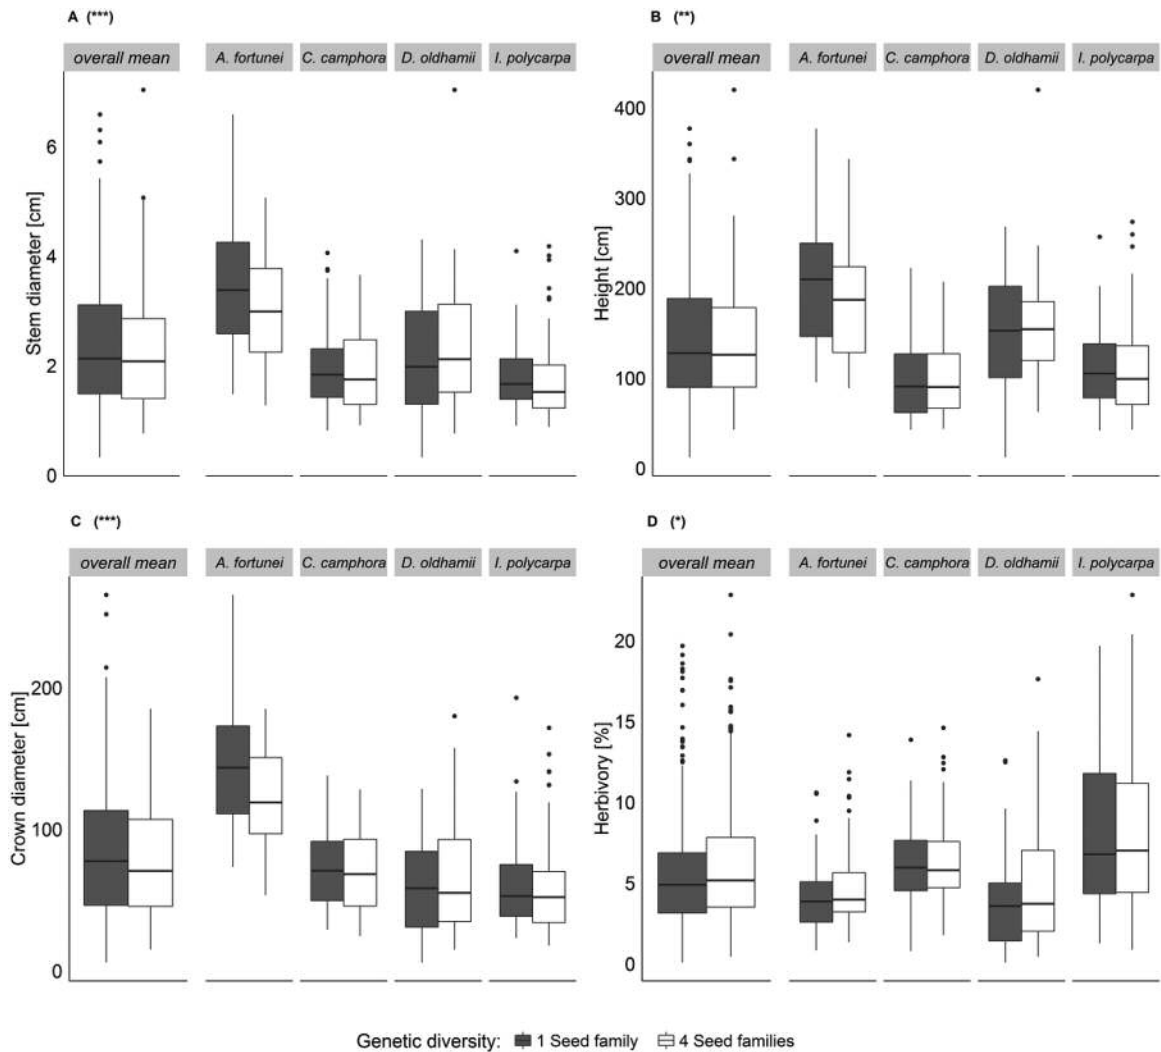 A (***)
overall mean A. fortunei C. camphora D. oldhamii I. polycarpa
Stem diameter [cm]
6
4
2
0
B (**)
overall mean A. fortunei C. camphora D. oldhamii I. polycarpa
Height [cm]
400
300
200
100
0
C (***)
overall mean A. fortunei C. camphora D. oldhamii I. polycarpa
Crown diameter [cm]
200
100
0
D (*)
overall mean A. fortunei C. camphora D. oldhamii I. polycarpa
Herbivory [%]
20
15
10
5
0
Genetic diversity: 1 Seed family 4 Seed families